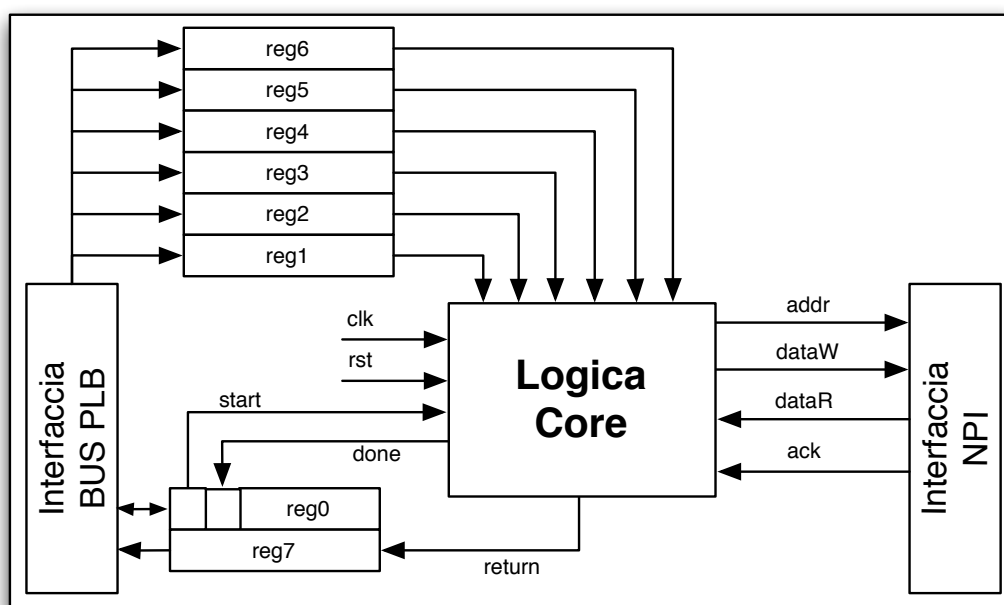 reg6
reg5
reg4
reg3
reg2
reg1
clk
rst
start
done
Logica
Core
addr
dataW
dataR
ack
Interfaccia
BUS PLB
Interfaccia
NPI
reg0
reg7
return